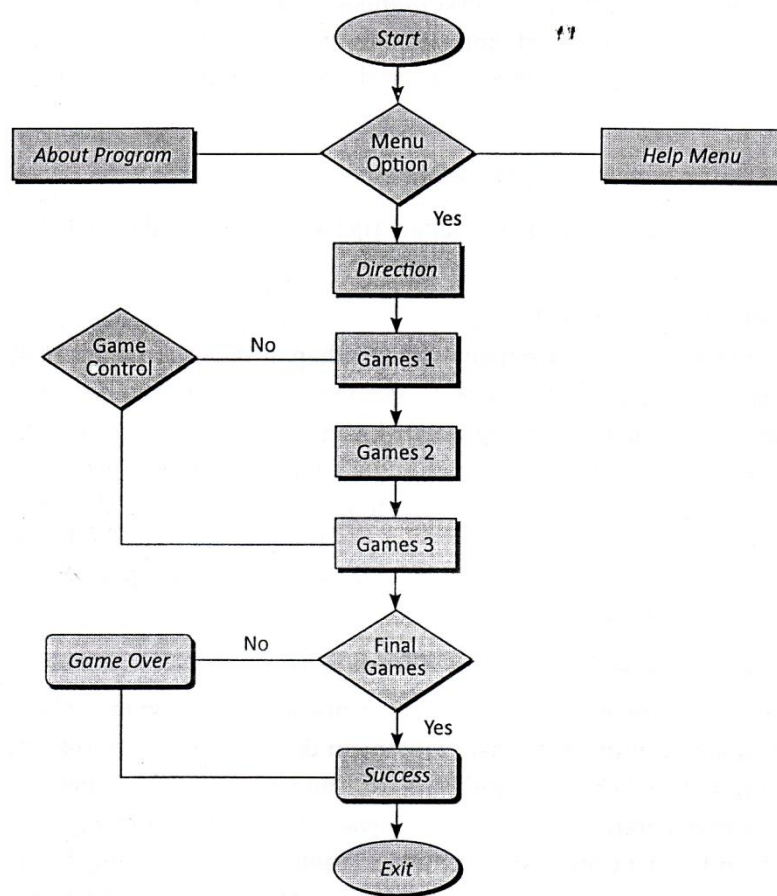 Start
Menu
Option
About Program
Help Menu
Yes
Direction
Game
Control
No
Games 1
Games 2
Games 3
Final
Games
No
Game Over
Yes
Success
Exit